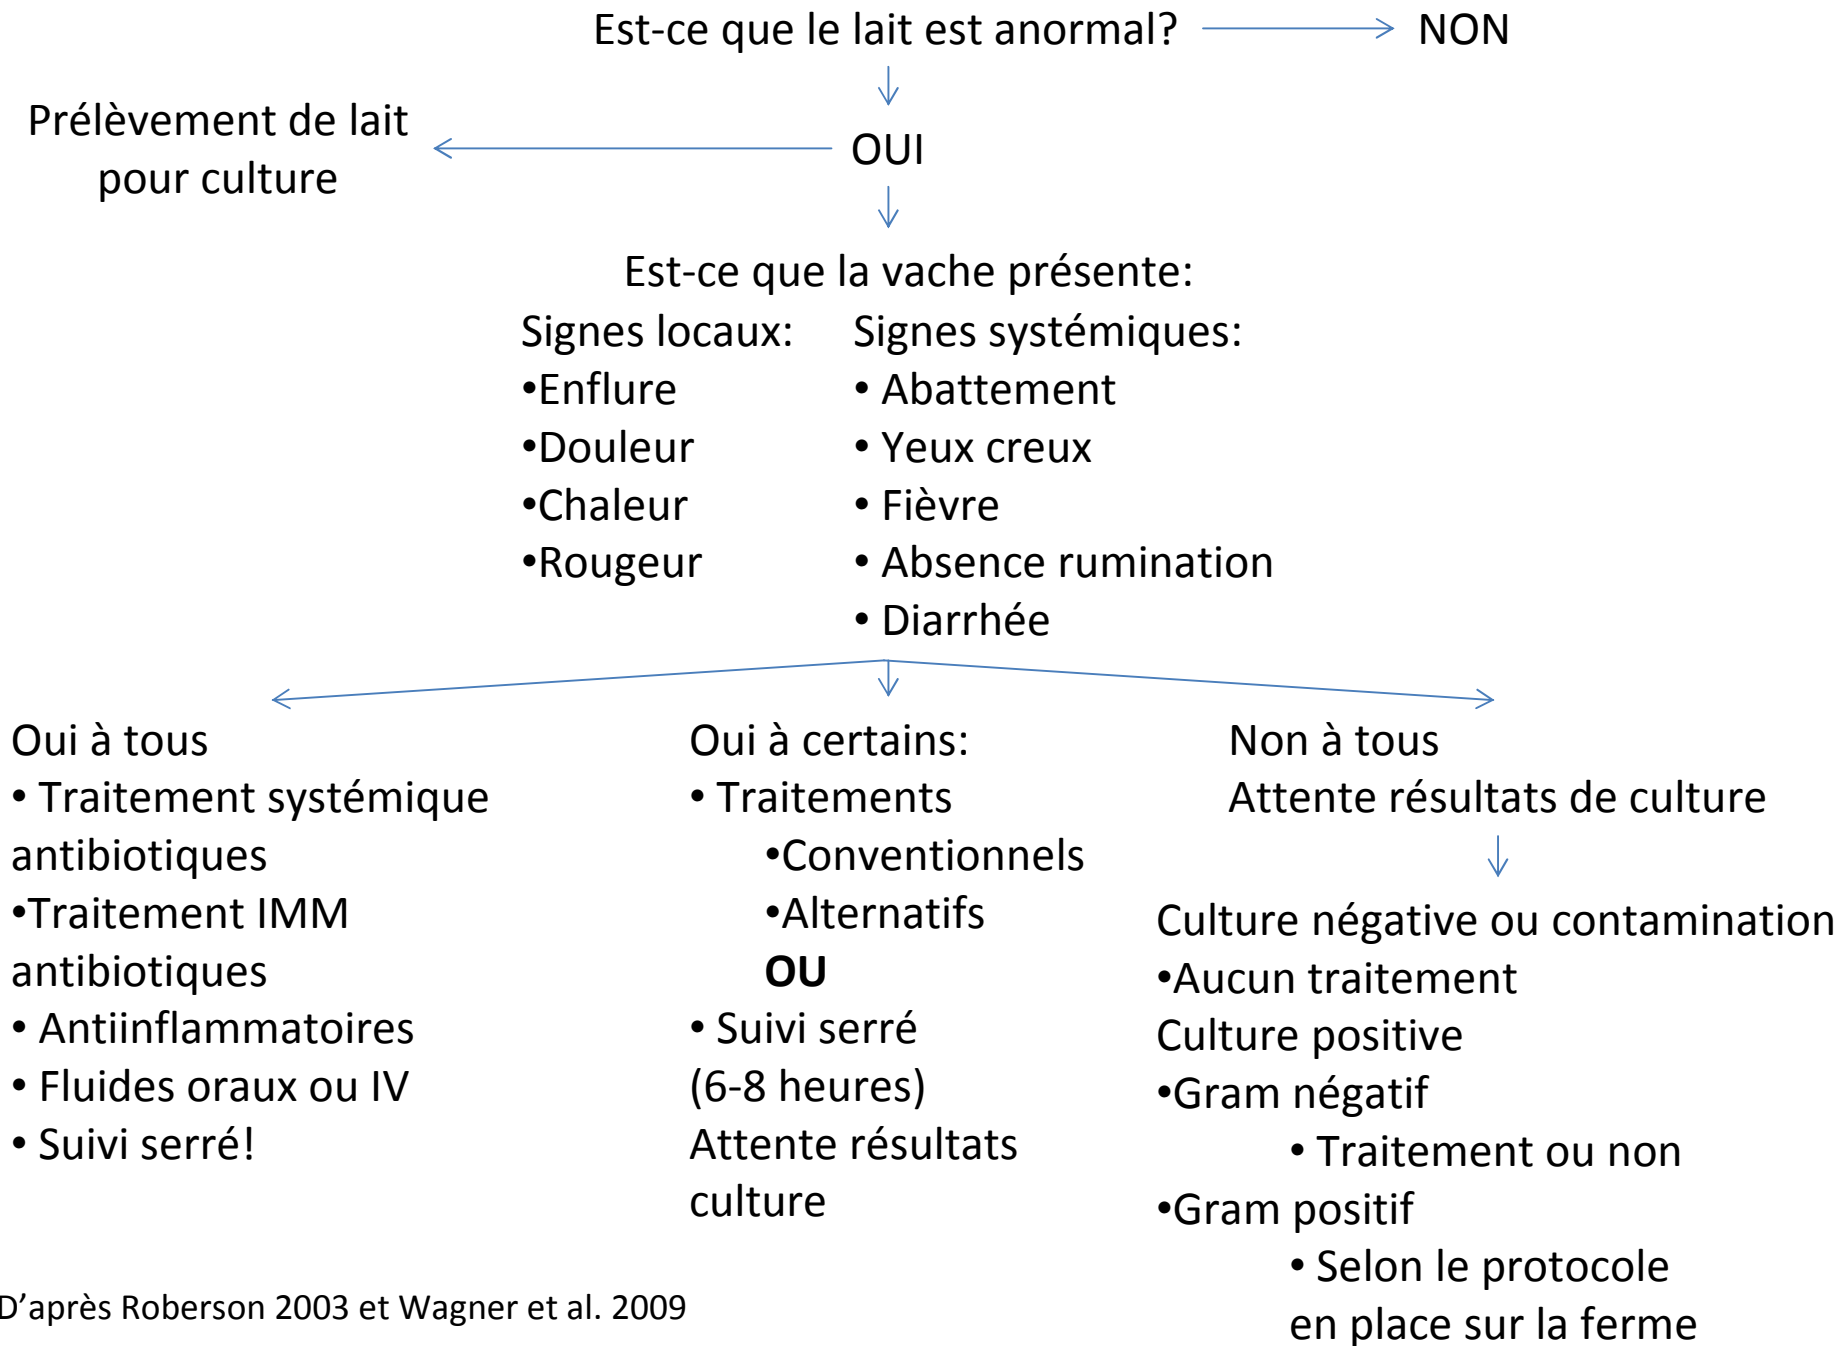 Est-ce que le lait est anormal? NON
Prélèvement de lait
pour culture
OUI
Est-ce que la vache présente:
Signes locaux:
•Enflure
•Douleur
•Chaleur
•Rougeur
Signes systémiques:
• Abattement
• Yeux creux
• Fièvre
• Absence rumination
• Diarrhée
Oui à tous
• Traitement systémique
antibiotiques
•Traitement IMM
antibiotiques
• Antiinflammatoires
• Fluides oraux ou IV
• Suivi serré!
Oui à certains:
• Traitements
•Conventionnels
•Alternatifs
OU
• Suivi serré
(6-8 heures)
Attente résultats
culture
Non à tous
Attente résultats de culture
Culture négative ou contamination
•Aucun traitement
Culture positive
•Gram négatif
• Traitement ou non
•Gram positif
• Selon le protocole
en place sur la ferme
D’après Roberson 2003 et Wagner et al. 2009